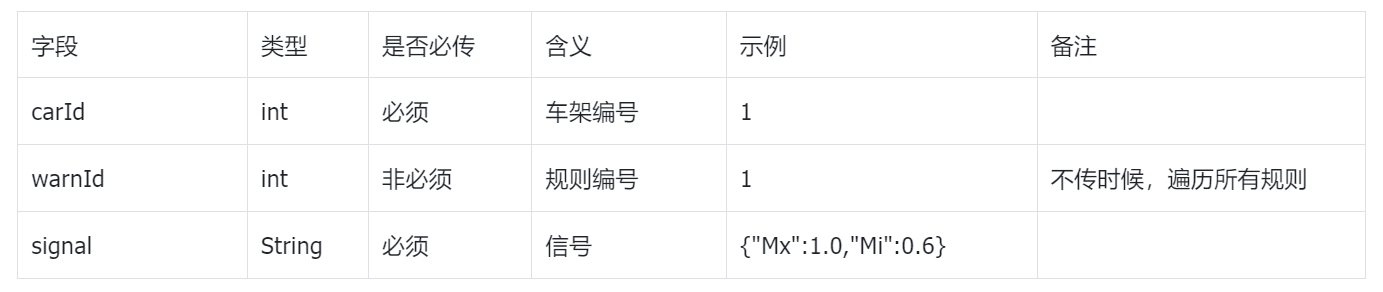 字段 类型 是否必传 含义 示例 备注
carId int 必须 车架编号 1
warnId int 非必须 规则编号 1 不传时候，遍历所有规则
signal String 必须 信号 {"Mx":1.0,"Mi":0.6}